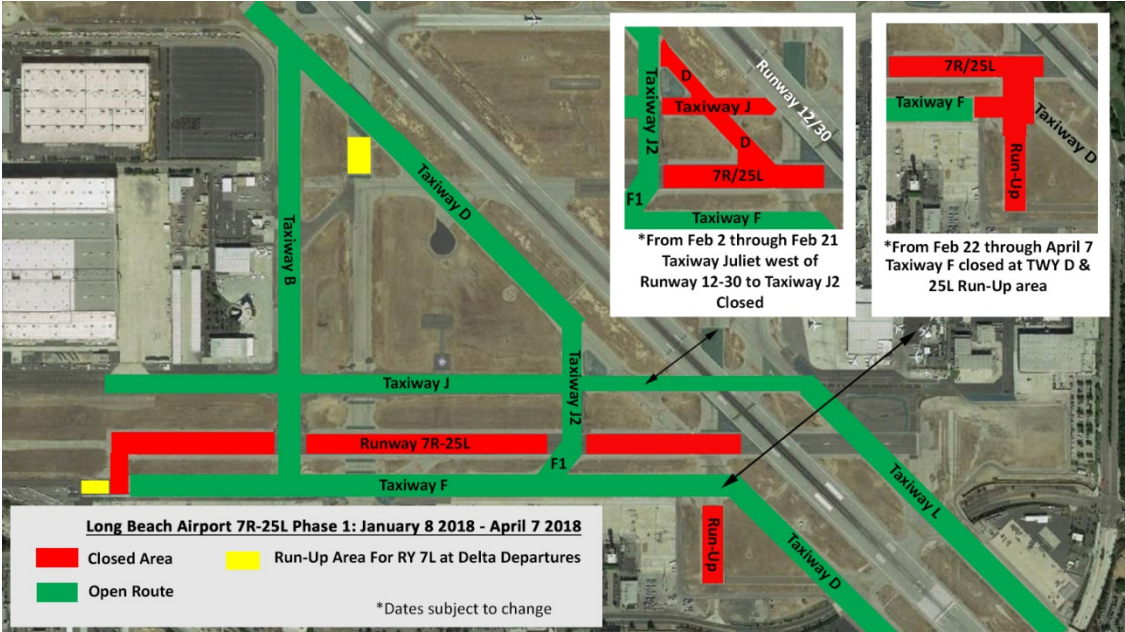 7R/25L
Taxiway F
Taxiway D
Run-Up
*From Feb 22 through April 7
Taxiway F closed at TWY D &
25L Run-Up area
D
Taxiway J
D
Taxiway J2
7R/25L
F1
Taxiway F
Runway 12/30
*From Feb 2 through Feb 21
Taxiway Juliet west of
Runway 12-30 to Taxiway J2
Closed
Taxiway D
Taxiway B
Taxiway J
Taxiway J2
Runway 7R-25L
F1
Taxiway F
Taxiway L
Run-Up
Taxiway D
Long Beach Airport 7R-25L Phase 1: January 8 2018 - April 7 2018
Closed Area
Run-Up Area For RY 7L at Delta Departures
Open Route
*Dates subject to change